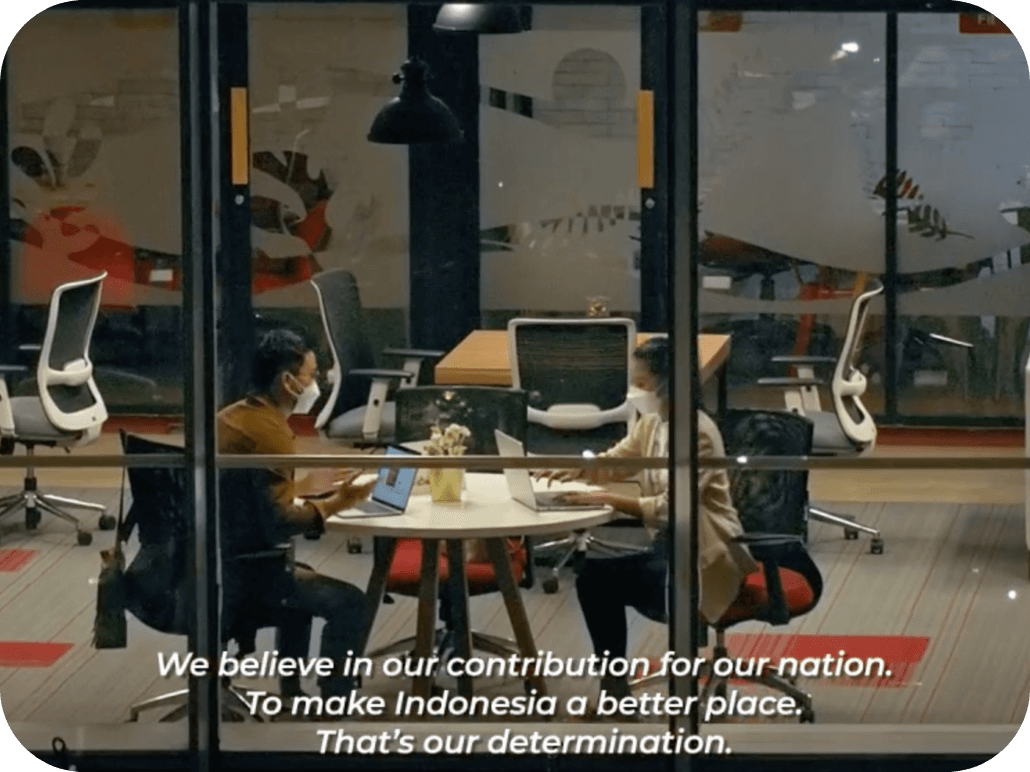 We believe in our contribution for our nation.
To make Indonesia a better place.
That's our determination.